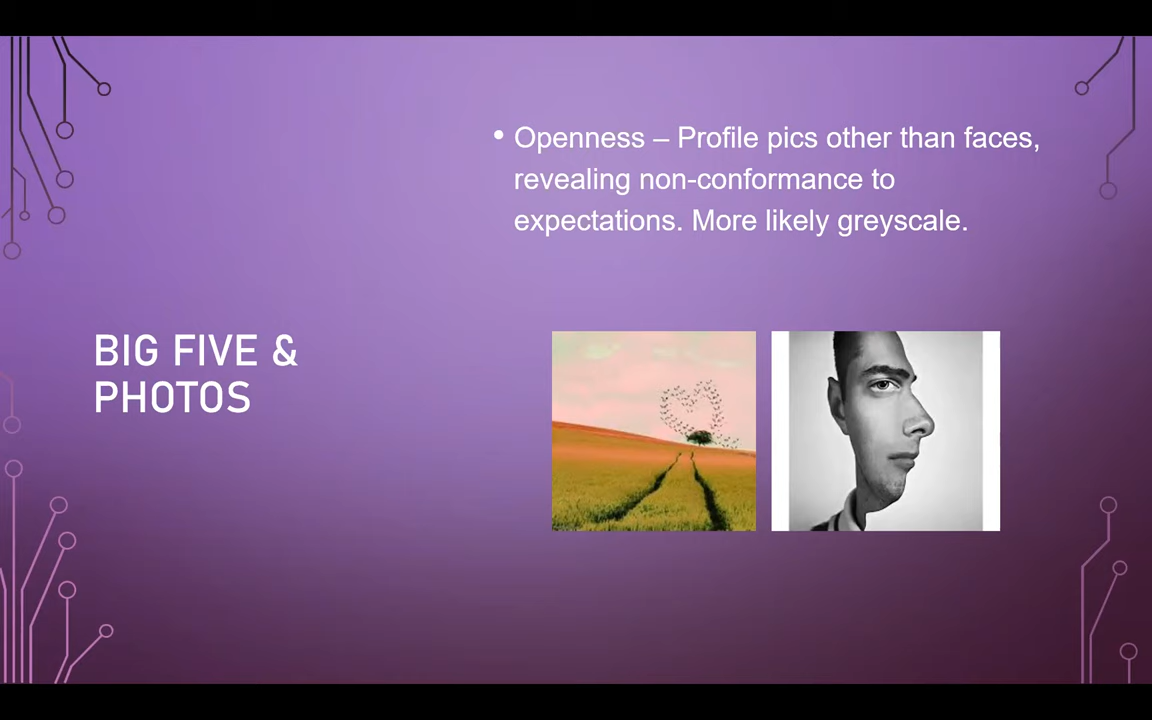 BIG FIVE &
PHOTOS
• Openness – Profile pics other than faces,
revealing non-conformance to
expectations. More likely greyscale.